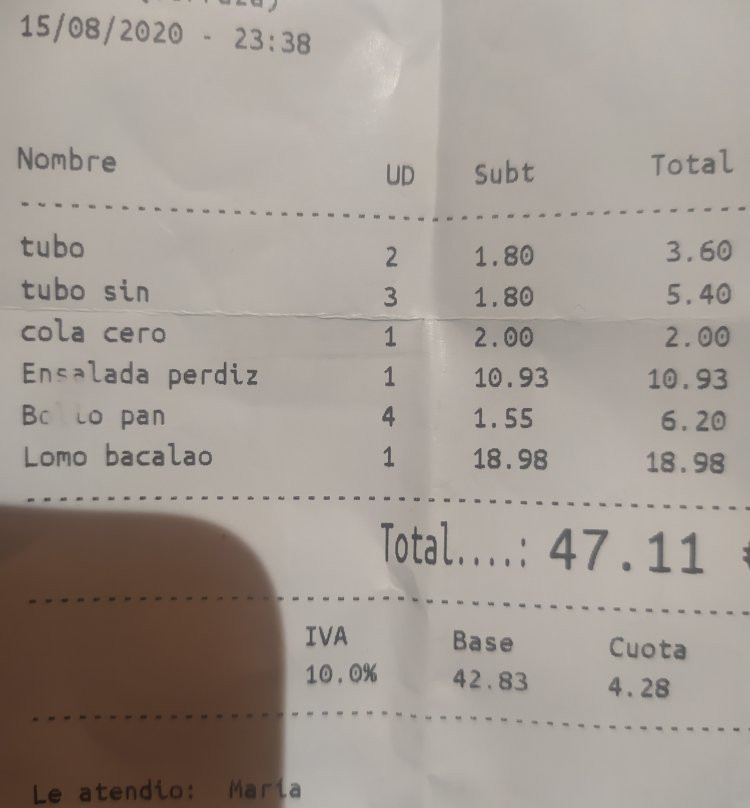 15/08/2020 - 23:38
Nombre UD Subt Total
tubo 2 1.80 3.60
tubo sin 3 1.80 5.40
cola cero 1 2.00 2.00
Ensalada perdiz 1 10.93 10.93
pan 4 1.55 6.20
Lomo bacalao 1 18.98 18.98
Total....: 47.11 €
IVA Base Cuota
10.0% 42.83 4.28
Le atendio: Maria